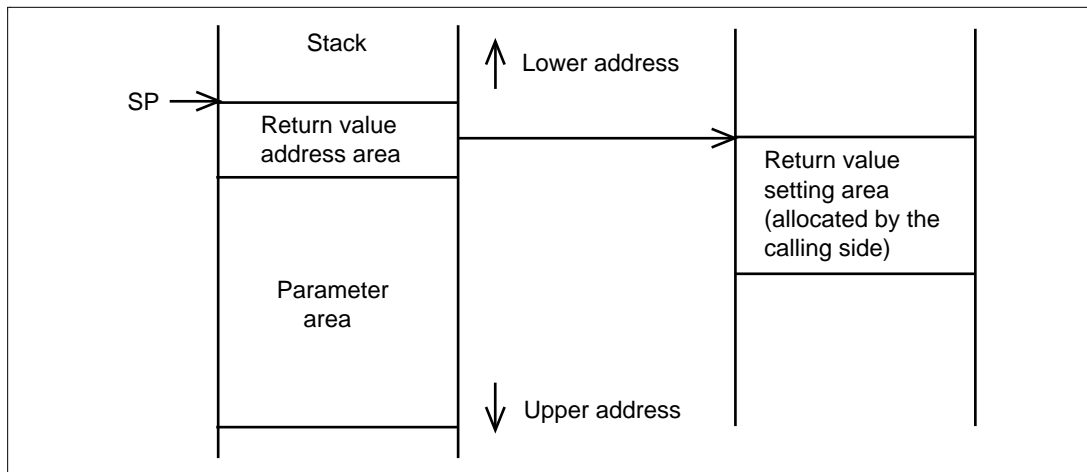 Stack
Lower address
SP
Return value
address area
Return value
setting area
(allocated by the
calling side)
Parameter
area
Upper address